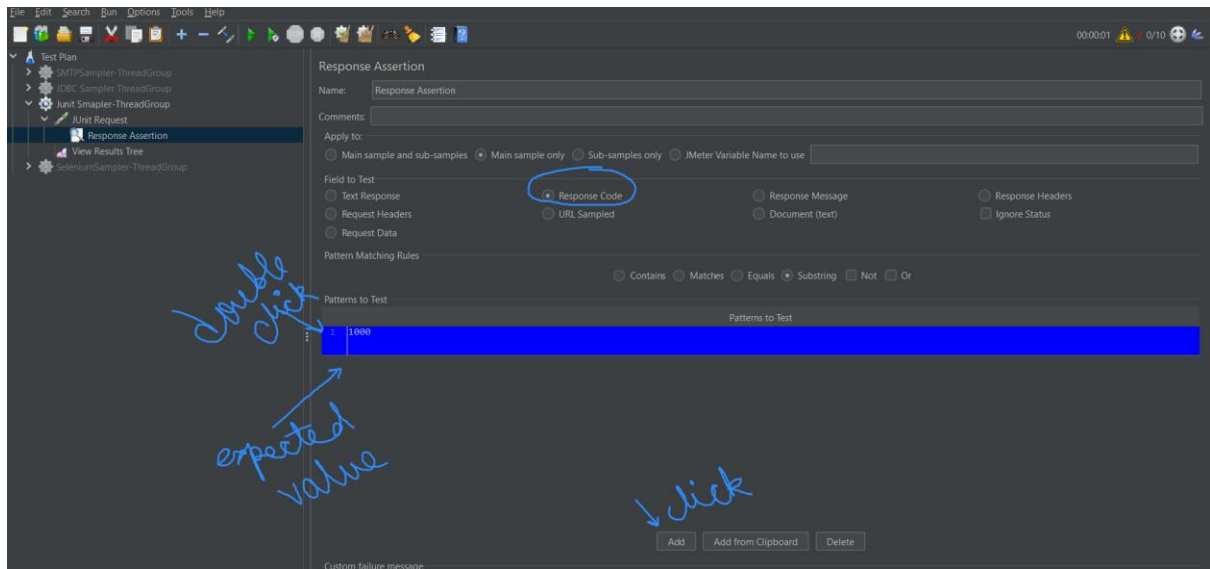 File Edit Search Run Options Tools Help
00:00:01 0/10
Test Plan
SMTPSampler-ThreadGroup
JDBC Sampler ThreadGroup
Junit Smapler-ThreadGroup
JUnit Request
Response Assertion
View Results Tree
SeleniumSampler-ThreadGroup
Response Assertion
Name: Response Assertion
Comments:
Apply to:
Main sample and sub-samples Main sample only Sub-samples only JMeter Variable Name to use
Field to Test
Text Response Response Code Response Message Response Headers
Request Headers URL Sampled Document (text) Ignore Status
Request Data
Pattern Matching Rules
Contains Matches Equals Substring Not Or
double
click
Patterns to Test
Patterns to Test
1 1000
expected
value
click
Add Add from Clipboard Delete
Custom failure message